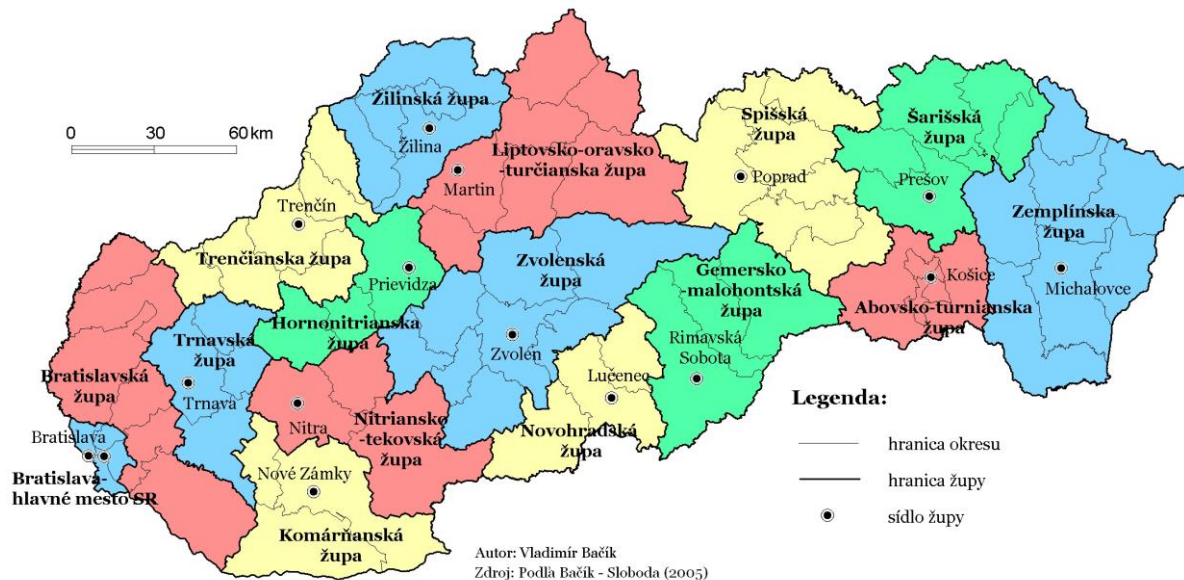 0 30 60 km
Žilinská župa
Žilina
Liptovsko-oravsko
-turčianska župa
Martin
Spišská
župa
Poprad
Šarišská
župa
Prešov
Zemplínska
župa
Michalovce
Trenčín
Trenčianska župa
Prievidza
Hornonitrianska
župa
Zvolenská
župa
Zvolen
Gemersko
-malohontská
župa
Rimavská
Sobota
Košice
Abovsko-turnianska
župa
Trnavská
župa
Trnava
Bratislavská
župa
Bratislava
Bratislava-
hlavné mesto SR
Nitra
Nitriansko
-tekovská
župa
Lučenec
Novohradská
župa
Nové Zámky
Komárňanská
župa
Legenda:
hranica okresu
hranica župy
sídlo župy
Autor: Vladimír Bačík
Zdroj: Podľa Bačík - Sloboda (2005)